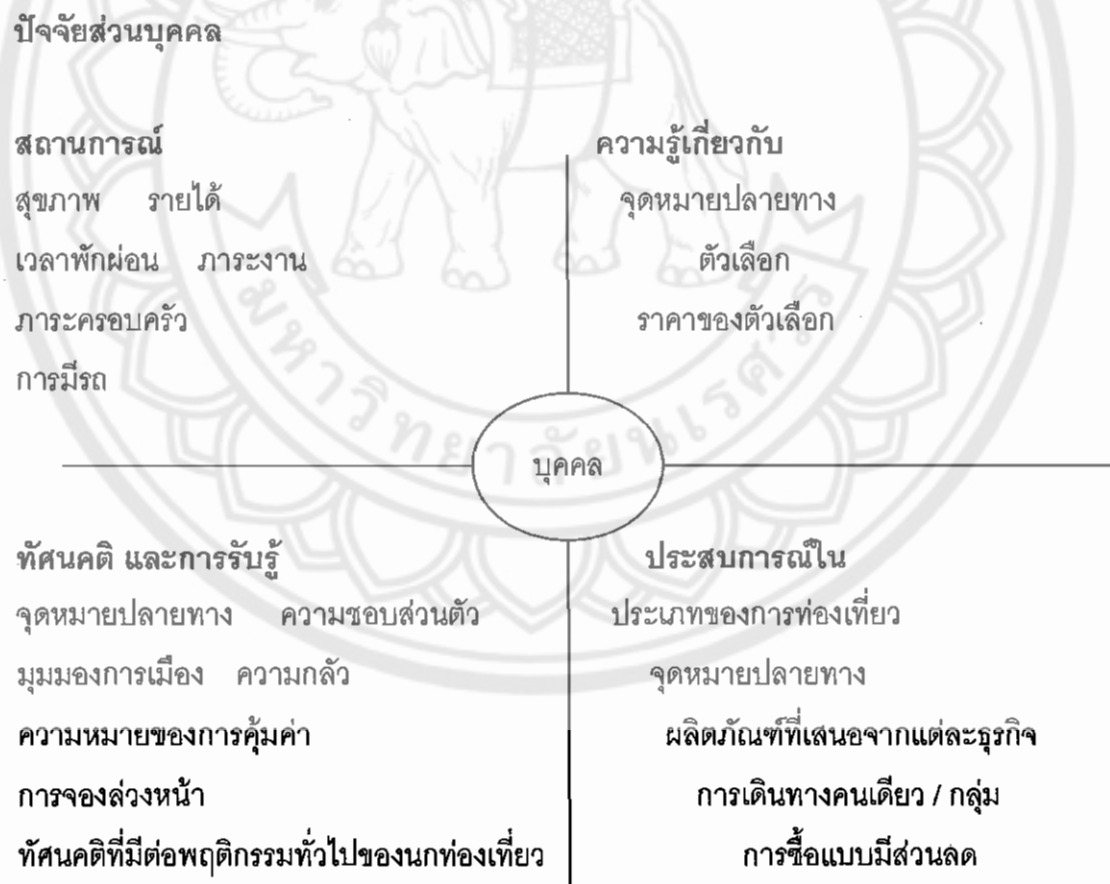 ปัจจัยส่วนบุคคล
สถานการณ์
สุขภาพ รายได้
เวลาพักผ่อน ภาระงาน
ภาระครอบครัว
การมีรถ
ความรู้เกี่ยวกับ
จุดหมายปลายทาง
ตัวเลือก
ราคาของตัวเลือก
บุคคล
ทัศนคติ และการรับรู้
จุดหมายปลายทาง ความชอบส่วนตัว
มุมมองการเมือง ความกลัว
ความหมายของการคุ้มค่า
การจองล่วงหน้า
ทัศนคติที่มีต่อพฤติกรรมทั่วไปของนกท่องเที่ยว
ประสบการณ์ใน
ประเภทของการท่องเที่ยว
จุดหมายปลายทาง
ผลิตภัณฑ์ที่เสนอจากแต่ละธุรกิจ
การเดินทางคนเดียว / กลุ่ม
การซื้อแบบมีส่วนลด
มหาวิทยาลัยนเรศวร